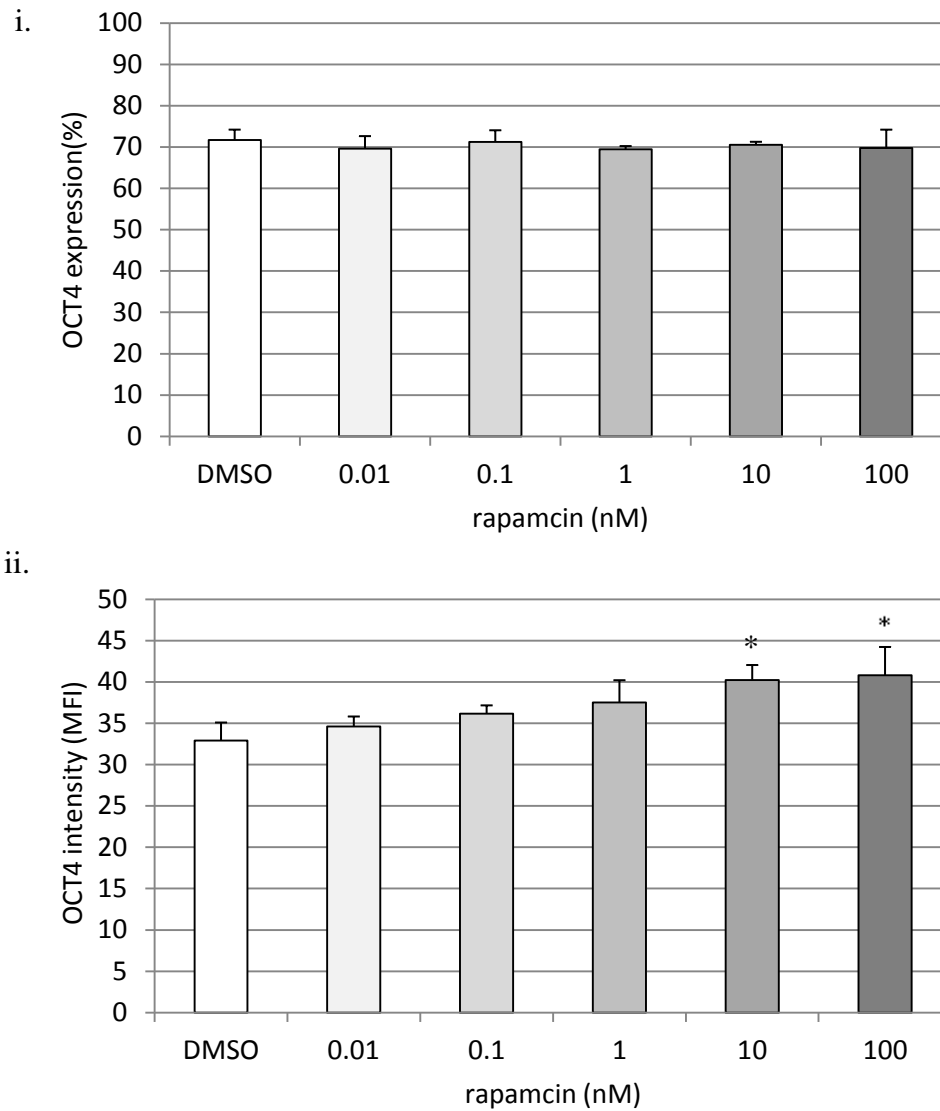 i.
OCT4 expression(%)
100
90
80
70
60
50
40
30
20
10
0
DMSO 0.01 0.1 1 10 100
rapamcin (nM)
ii.
OCT4 intensity (MFI)
50
45
40
35
30
25
20
15
10
5
0
* *
DMSO 0.01 0.1 1 10 100
rapamcin (nM)